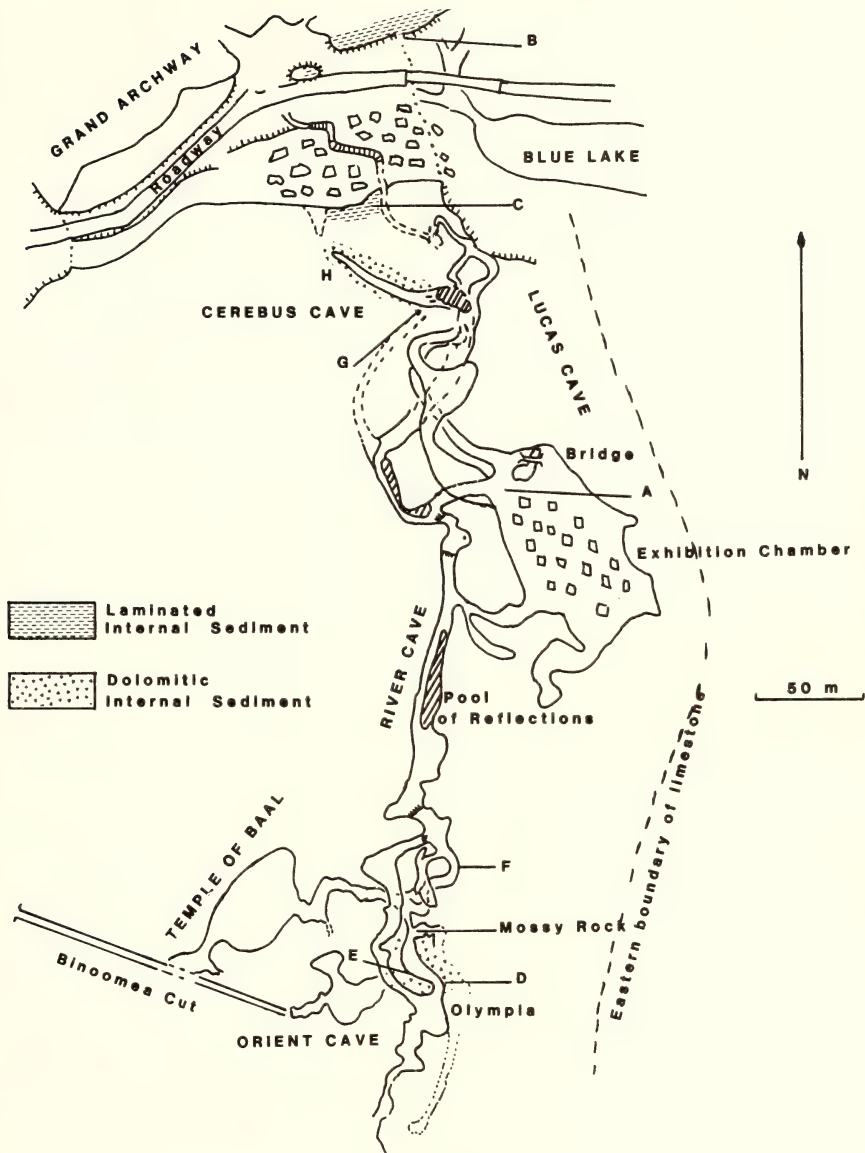 B
GRAND ARCHWAY
Roadway
BLUE LAKE
C
H
CEREBUS CAVE
LUCAS CAVE
G
N
Bridge
A
Exhibition Chamber
Laminated
Internal Sediment
RIVER CAVE
Dolomitic
Internal Sediment
50 m
Pool
of Reflections
Eastern boundary of limestone
TEMPLE OF BAAL
F
Mossy Rock
E
D
Binoomea Cut
Olympia
ORIENT CAVE